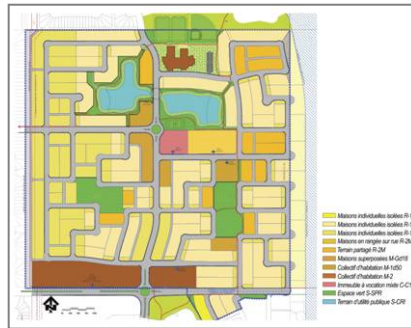 Maisons individuelles isolées R-1
Maisons individuelles isolées R-1
Maisons individuelles isolées R-1
Maisons en rangée sur rue R-2M
Terrain partagé R-2M
Maisons superposées M-Gd18
Collectif d'habitation M-1d50
Collectif d'habitation M-2
Immeuble à vocation mixte C-C1
Espace vert S-SPR
Terrain d'utilité publique S-CRI